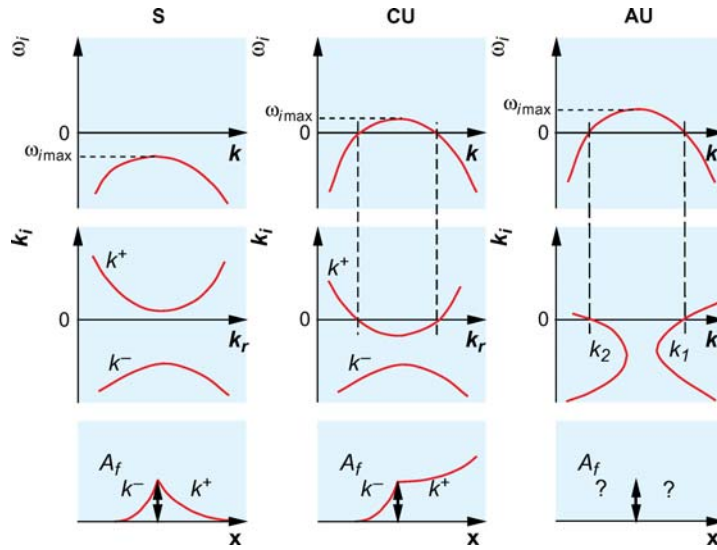 S CU AU
ωi ωi ωi
ωimax ωimax
0 0 0
ωimax
k k k
ki ki ki
k+ k+
0 0 0
kr kr k
k2 k1
k– k–
Af Af Af
k– k+ k– k+ ? ?
x x x